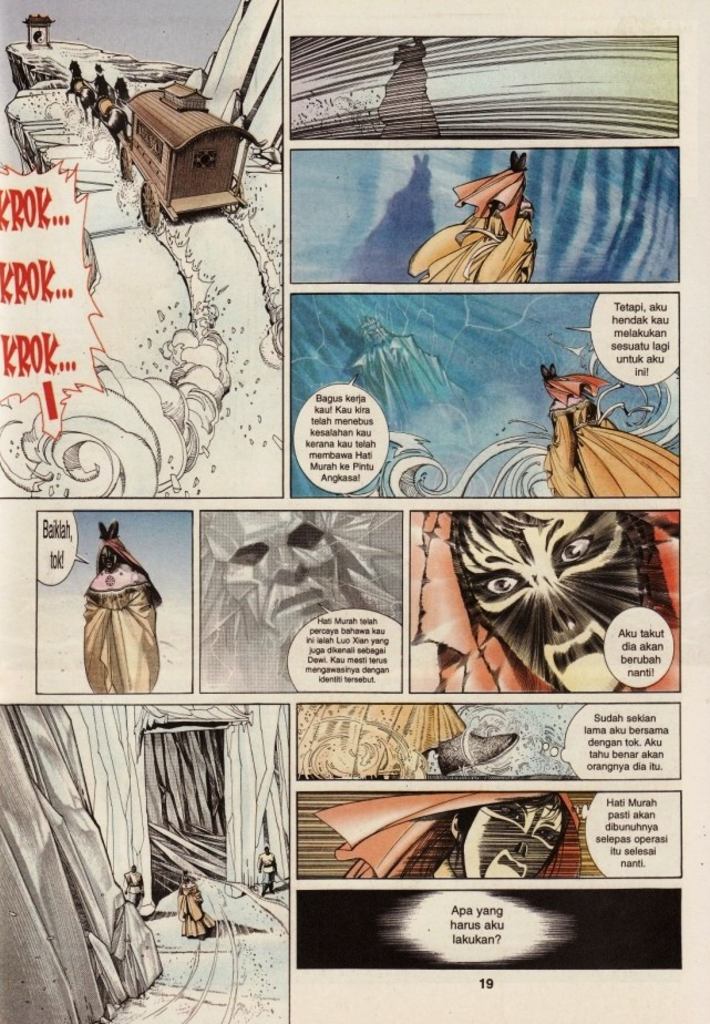 KROK...
KROK...
KROK...
!
Tetapi, aku
hendak kau
melakukan
sesuatu lagi
untuk aku
ini!
Bagus kerja
kau! Kau kira
telah menebus
kesalahan kau
kerana kau telah
membawa Hati
Murah ke Pintu
Angkasa!
Baiklah,
tok!
Hati Murah telah
percaya bahawa kau
ini Luo Xian yang
juga dikenali sebagai
Dewi. Kau mesti terus
mengawasinya dengan
identiti tersebut.
Aku takut
dia akan
berubah
nanti!
Sudah sekian
lama aku bersama
dengan tok. Aku
tahu benar akan
orangnya dia itu.
Hati Murah
pasti akan
dibunuhnya
selepas operasi
itu selesai
nanti.
Apa yang
harus aku
lakukan?
19